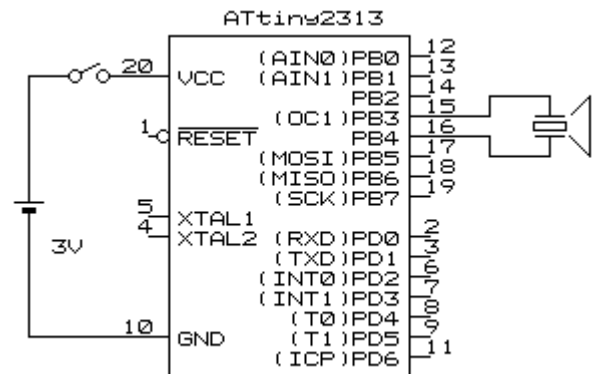 ATtiny2313
20 VCC
1 RESET
5 XTAL1
4 XTAL2
10 GND
3V
(AIN0)PB0 12
(AIN1)PB1 13
PB2 14
(OC1)PB3 15
PB4 16
(MOSI)PB5 17
(MISO)PB6 18
(SCK)PB7 19
(RXD)PD0 2
(TXD)PD1 3
(INT0)PD2 6
(INT1)PD3 7
(T0)PD4 8
(T1)PD5 9
(ICP)PD6 11